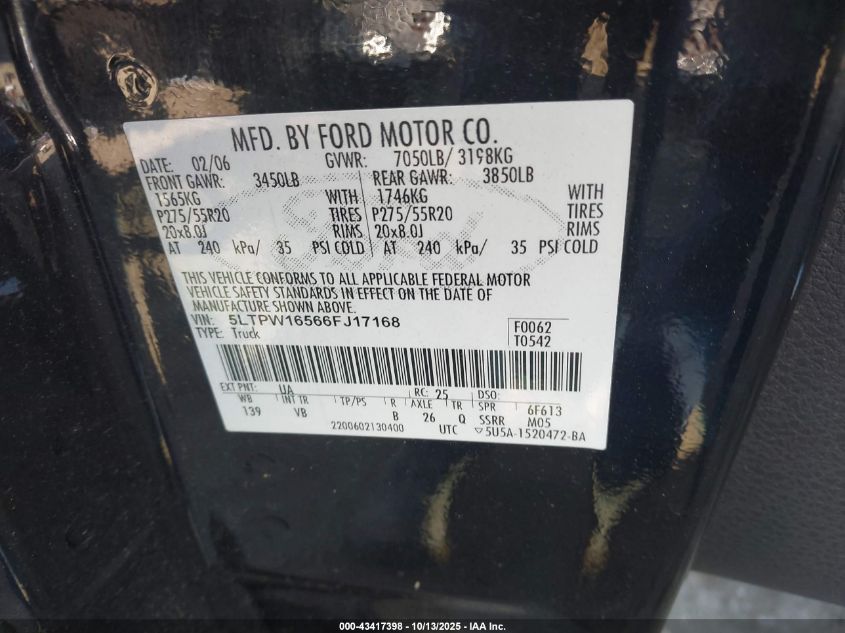 MFD. BY FORD MOTOR CO.
DATE: 02/06 GVWR: 7050LB/ 3198KG
FRONT GAWR: 3450LB REAR GAWR: 3850LB
1565KG WITH 1746KG WITH
P275/55R20 TIRES P275/55R20 TIRES
20x8.0J RIMS 20x8.0J RIMS
AT 240 kPa/ 35 PSI COLD AT 240 kPa/ 35 PSI COLD
THIS VEHICLE CONFORMS TO ALL APPLICABLE FEDERAL MOTOR
VEHICLE SAFETY STANDARDS IN EFFECT ON THE DATE OF
MANUFACTURE SHOWN ABOVE.
VIN: 5LTPW16566FJ17168 F0062
TYPE: Truck T0542
EXT PNT: UA RC: 25 DSO:
WB INT TR TP/PS R AXLE TR SPR 6F613
139 VB B 26 Q SSRR M05
2200602130400 UTC ▽5U5A-1520472-BA
000-43417398 - 10/13/2025 - IAA Inc.